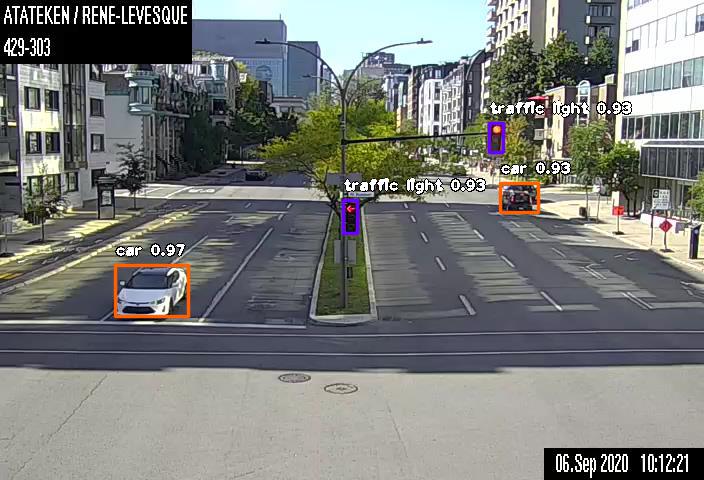 ATATEKEN / RENE-LEVESQUE
429-303
traffic light 0.93
car 0.93
traffic light 0.93
car 0.97
06.Sep 2020 10:12:21